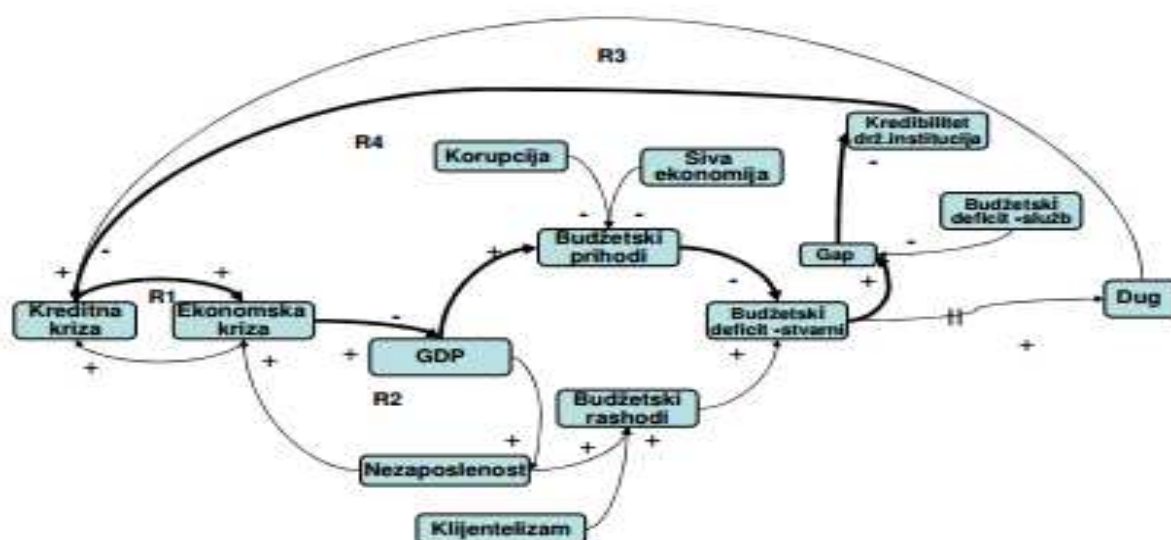 R3
Kredibilitet
drž.institucija
R4
Korupcija
Siva
ekonomija
-
Budžetski
deficit -služb
-
-
-
Budžetski
prihodi
+
Gap
-
-
+
+
R1
-
+
Dug
Kreditna
kriza
Ekonomska
kriza
-
Budžetski
deficit -stvarni
+
GDP
+
+
+
+
R2
Budžetski
rashodi
+
+
+
Nezaposlenost
Klijentelizam